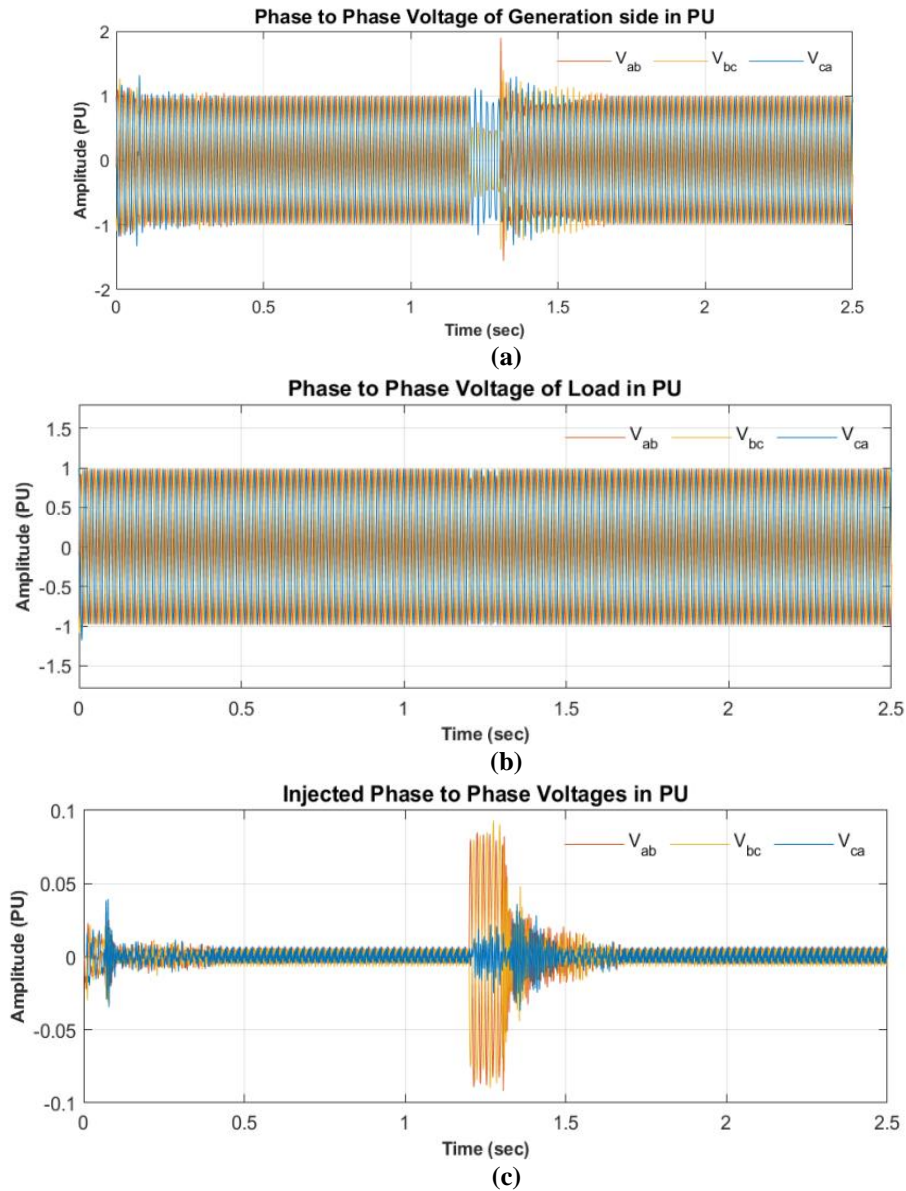 Phase to Phase Voltage of Generation side in PU
V_ab V_bc V_ca
2
1
0
-1
-2
Amplitude (PU)
0 0.5 1 1.5 2 2.5
Time (sec)
(a)
Phase to Phase Voltage of Load in PU
V_ab V_bc V_ca
1.5
1
0.5
0
-0.5
-1
-1.5
Amplitude (PU)
0 0.5 1 1.5 2 2.5
Time (sec)
(b)
Injected Phase to Phase Voltages in PU
V_ab V_bc V_ca
0.1
0.05
0
-0.05
-0.1
Amplitude (PU)
0 0.5 1 1.5 2 2.5
Time (sec)
(c)